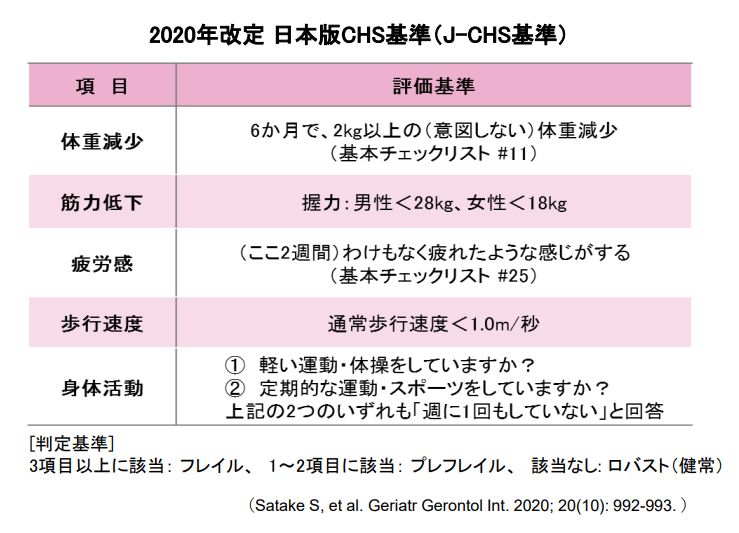 2020年改定 日本版CHS基準（J-CHS基準）
項 目
評価基準
体重減少
6か月で、2kg以上の（意図しない）体重減少
（基本チェックリスト #11）
筋力低下
握力：男性＜28kg、女性＜18kg
疲労感
（ここ2週間）わけもなく疲れたような感じがする
（基本チェックリスト #25）
歩行速度
通常歩行速度＜1.0m/秒
身体活動
① 軽い運動・体操をしていますか？
② 定期的な運動・スポーツをしていますか？
上記の2つのいずれも「週に1回もしていない」と回答
[判定基準]
3項目以上に該当： フレイル、 1～2項目に該当： プレフレイル、 該当なし： ロバスト（健常）
（Satake S, et al. Geriatr Gerontol Int. 2020; 20(10): 992-993. ）